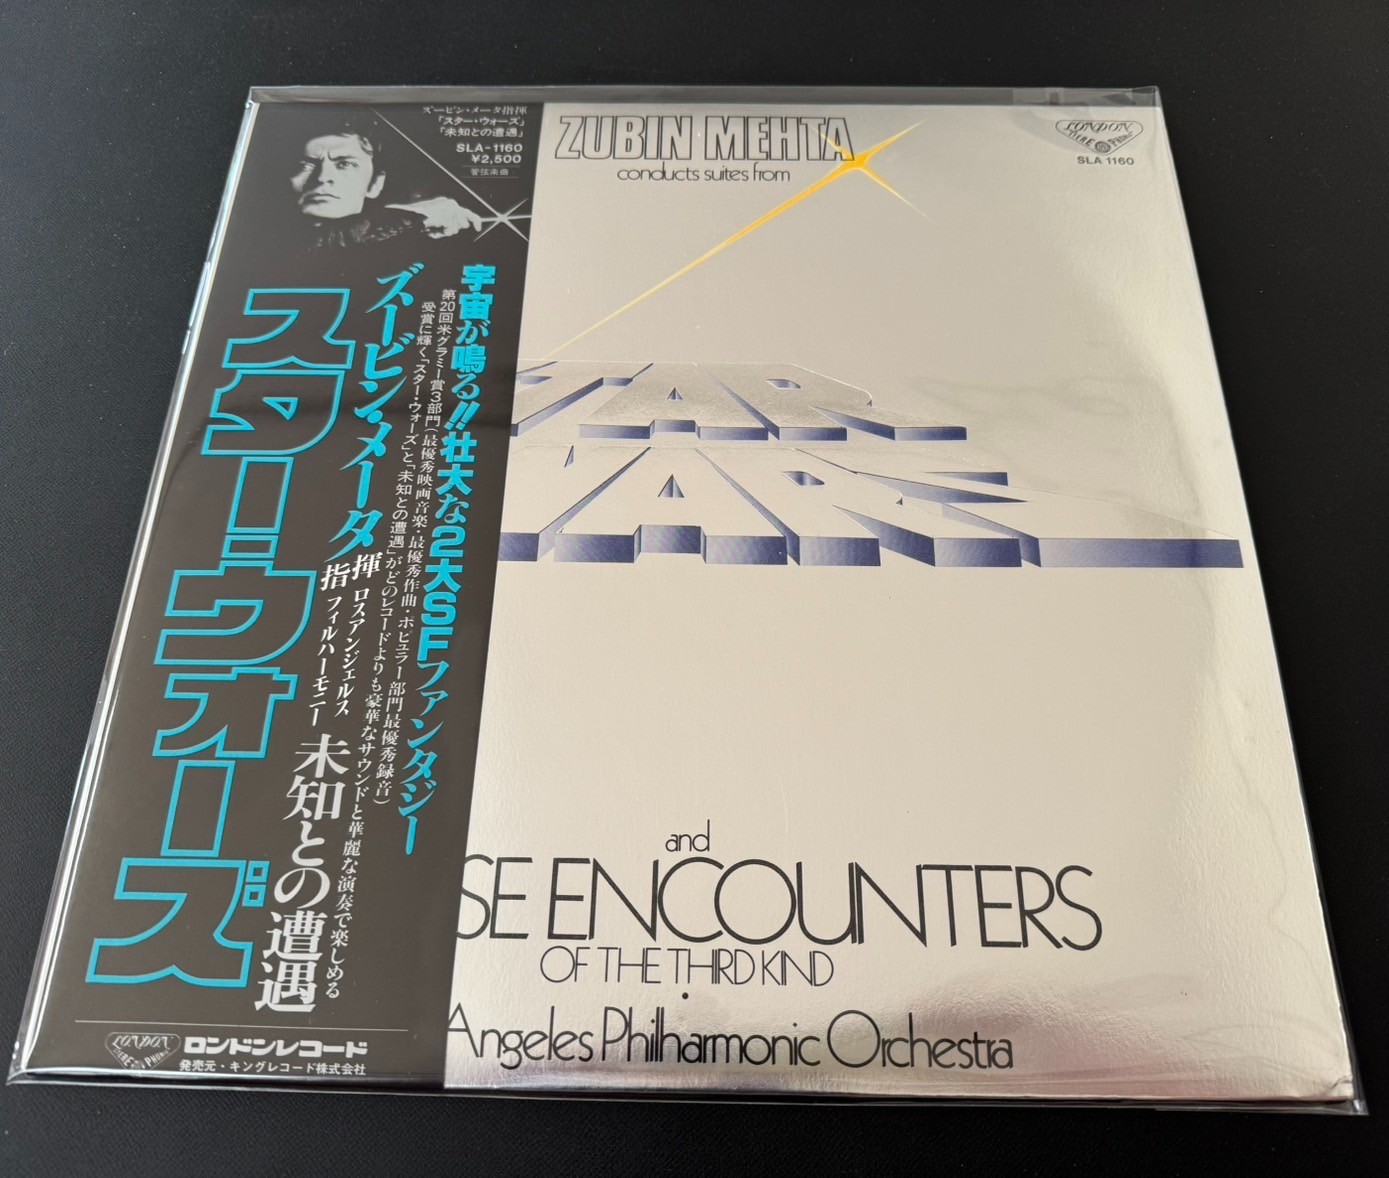 ズービン・メータ指揮
「スター・ウォーズ」
「未知との遭遇」
SLA-1160
¥2,500
管弦楽曲
宇宙が鳴る!!壮大な2大SFファンタジー
第20回米グラミー賞3部門(最優秀映画音楽・最優秀作曲・ポピュラー部門最優秀録音)
受賞に輝く「スター・ウォーズ」と「未知との遭遇」がどのレコードよりも豪華なサウンドと華麗な演奏で楽しめる
ズービン・メータ指揮
ロスアンジェルス
フィルハーモニー
未知との遭遇
スター・ウォーズ
LONDON
STEREO PHONIC
ロンドンレコード
発売元・キングレコード株式会社
ZUBIN MEHTA
conducts suites from
LONDON
SLA 1160
TAR
WARS
and
SE ENCOUNTERS
OF THE THIRD KIND
Angeles Philharmonic Orchestra